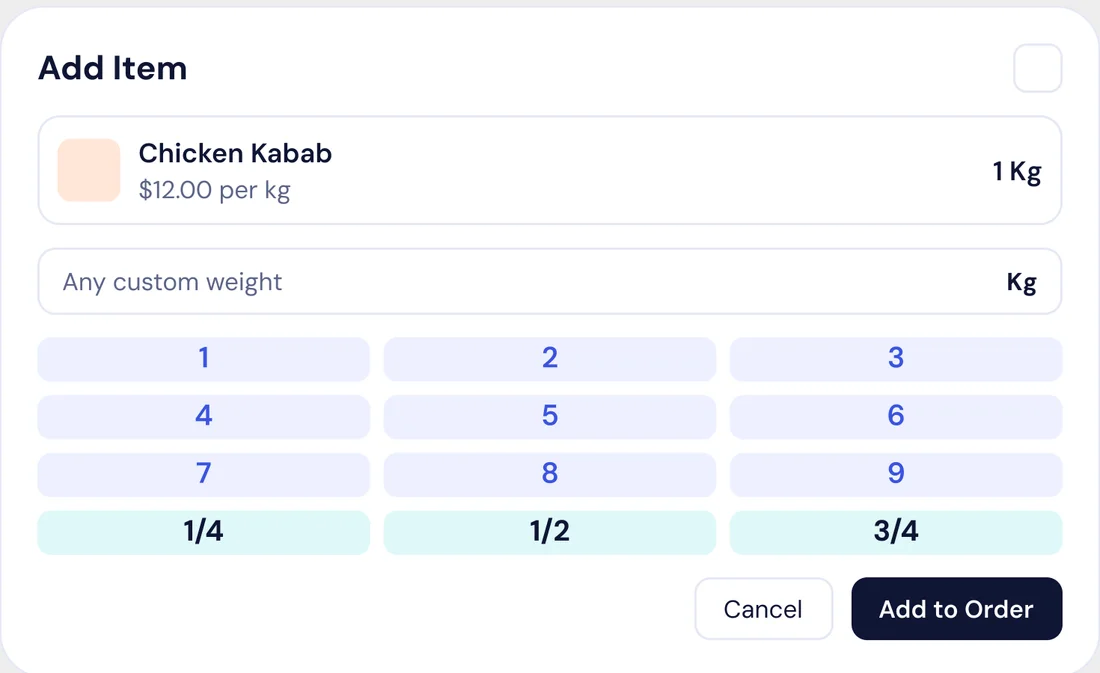 Add Item
Chicken Kabab
$12.00 per kg
1 Kg
Any custom weight
Kg
1
2
3
4
5
6
7
8
9
1/4
1/2
3/4
Cancel
Add to Order